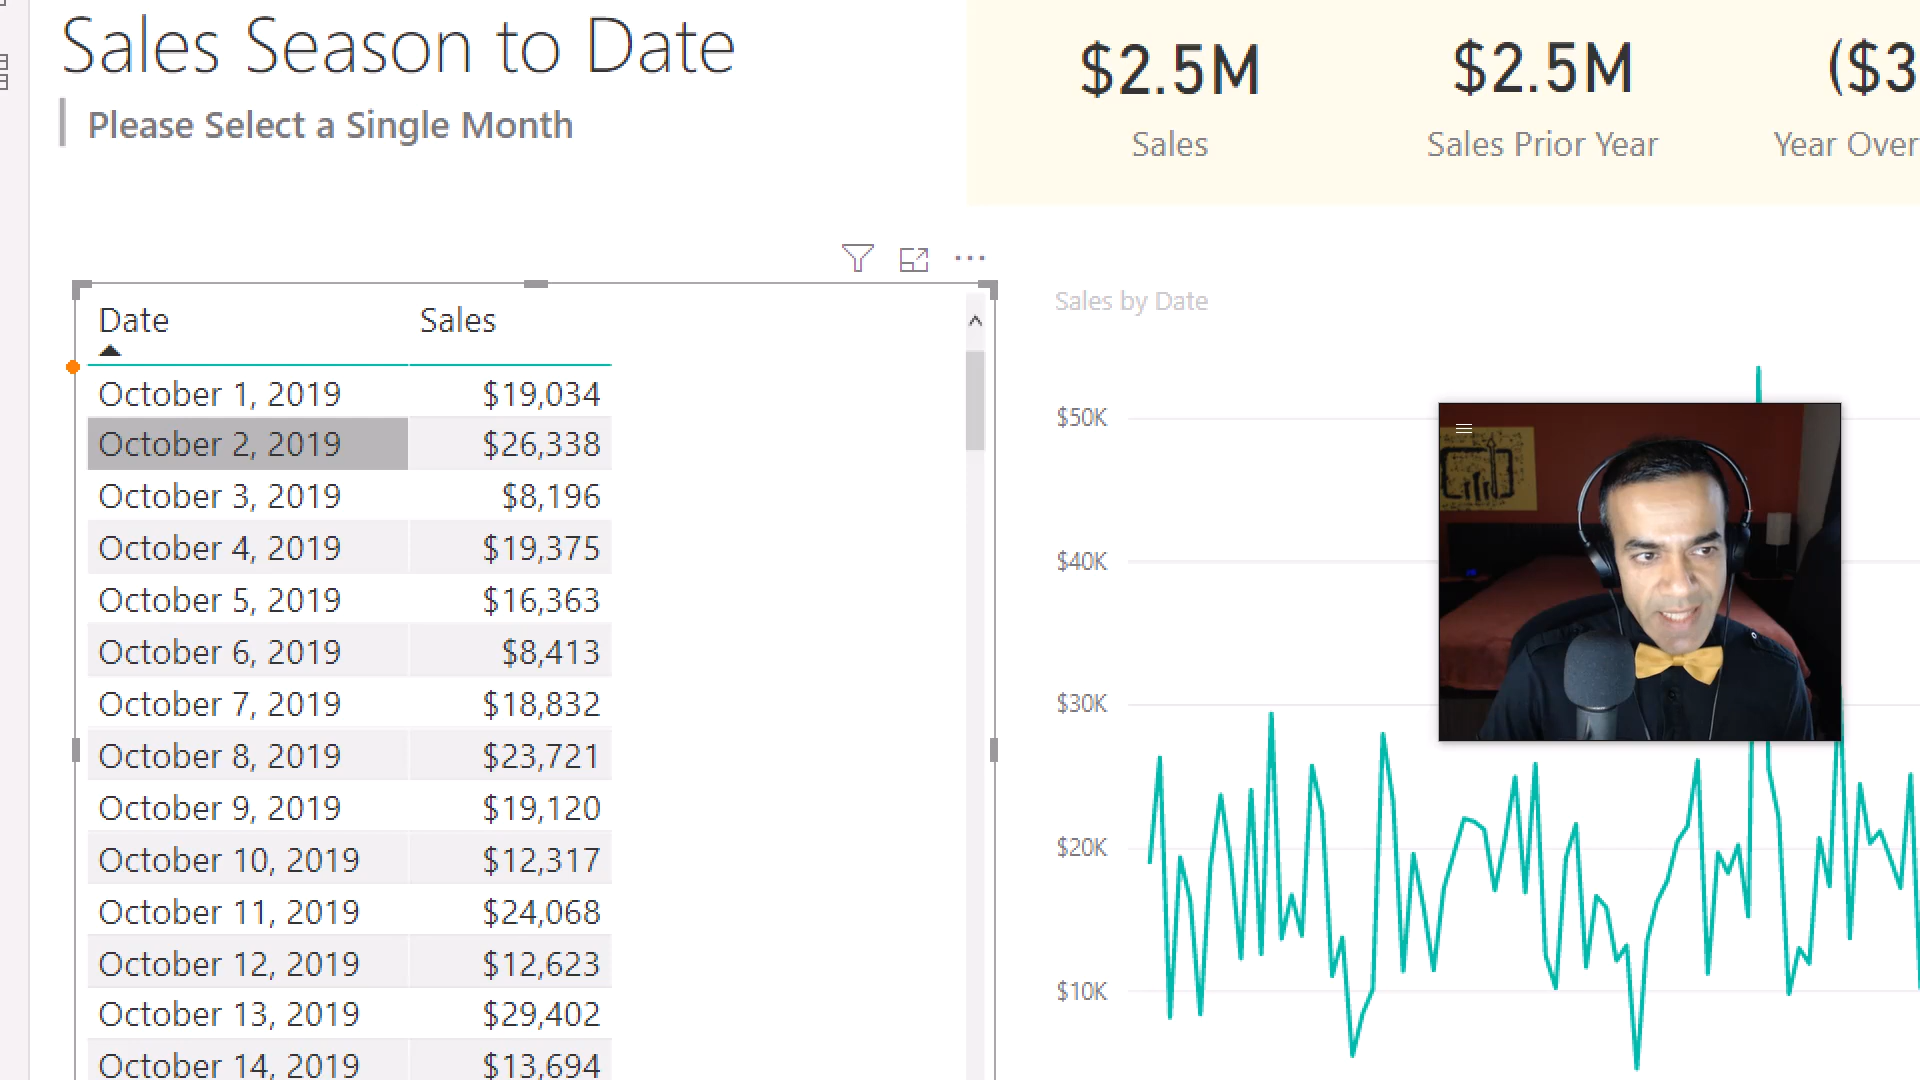 Sales Season to Date
Please Select a Single Month
$2.5M
Sales
$2.5M
Sales Prior Year
($3
Year Over
Date
Sales
October 1, 2019 $19,034
October 2, 2019 $26,338
October 3, 2019 $8,196
October 4, 2019 $19,375
October 5, 2019 $16,363
October 6, 2019 $8,413
October 7, 2019 $18,832
October 8, 2019 $23,721
October 9, 2019 $19,120
October 10, 2019 $12,317
October 11, 2019 $24,068
October 12, 2019 $12,623
October 13, 2019 $29,402
October 14, 2019 $13,694
Sales by Date
$50K
$40K
$30K
$20K
$10K